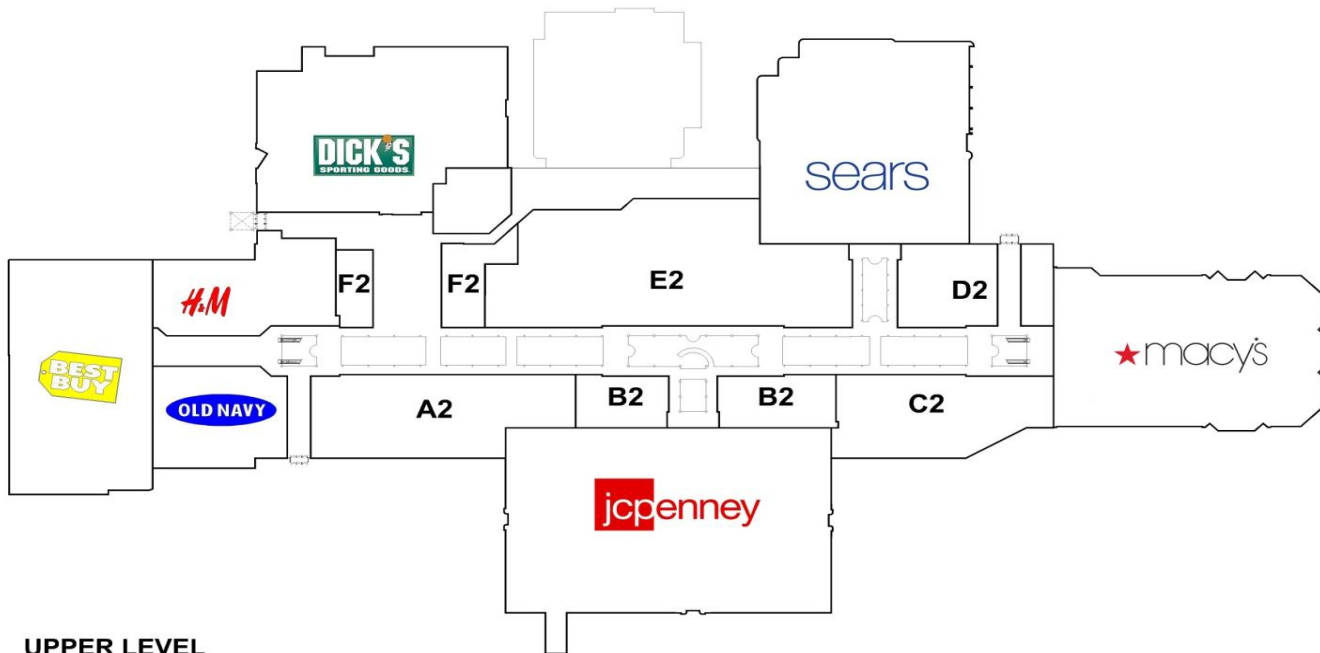 DICK'S
SPORTING GOODS
sears
F2
F2
E2
D2
H&M
macy's
BEST
BUY
OLD NAVY
A2
B2
B2
C2
jcpenney
UPPER LEVEL